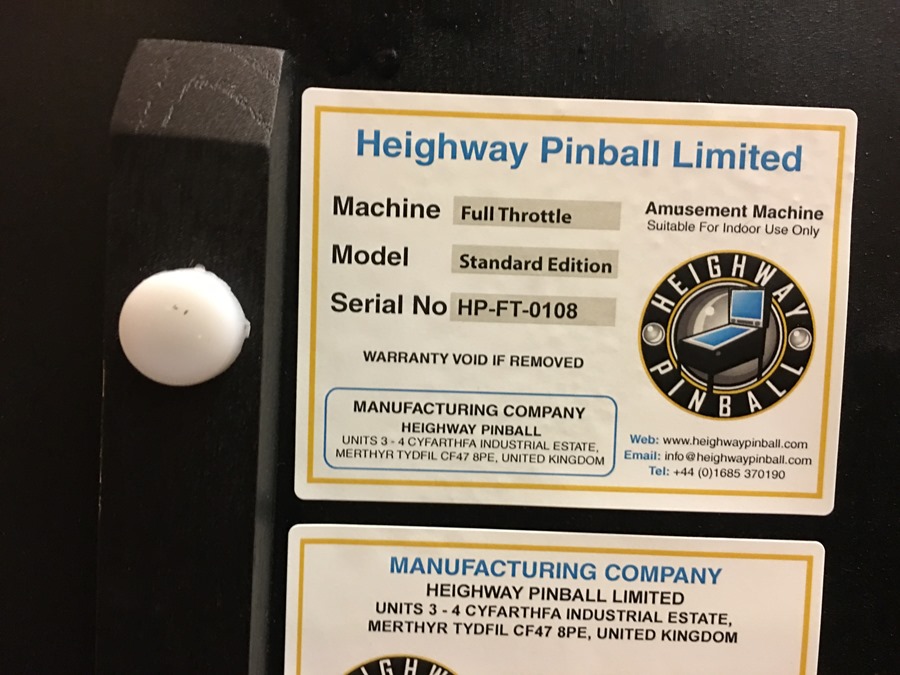 Heighway Pinball Limited
Machine Full Throttle
Model Standard Edition
Serial No HP-FT-0108
WARRANTY VOID IF REMOVED
MANUFACTURING COMPANY
HEIGHWAY PINBALL
UNITS 3 - 4 CYFARTHFA INDUSTRIAL ESTATE,
MERTHYR TYDFIL CF47 8PE, UNITED KINGDOM
Amusement Machine
Suitable For Indoor Use Only
HEIGHWAY
PINBALL
Web: www.heighwaypinball.com
Email: info@heighwaypinball.com
Tel: +44 (0)1685 370190
MANUFACTURING COMPANY
HEIGHWAY PINBALL LIMITED
UNITS 3 - 4 CYFARTHFA INDUSTRIAL ESTATE,
MERTHYR TYDFIL CF47 8PE, UNITED KINGDOM